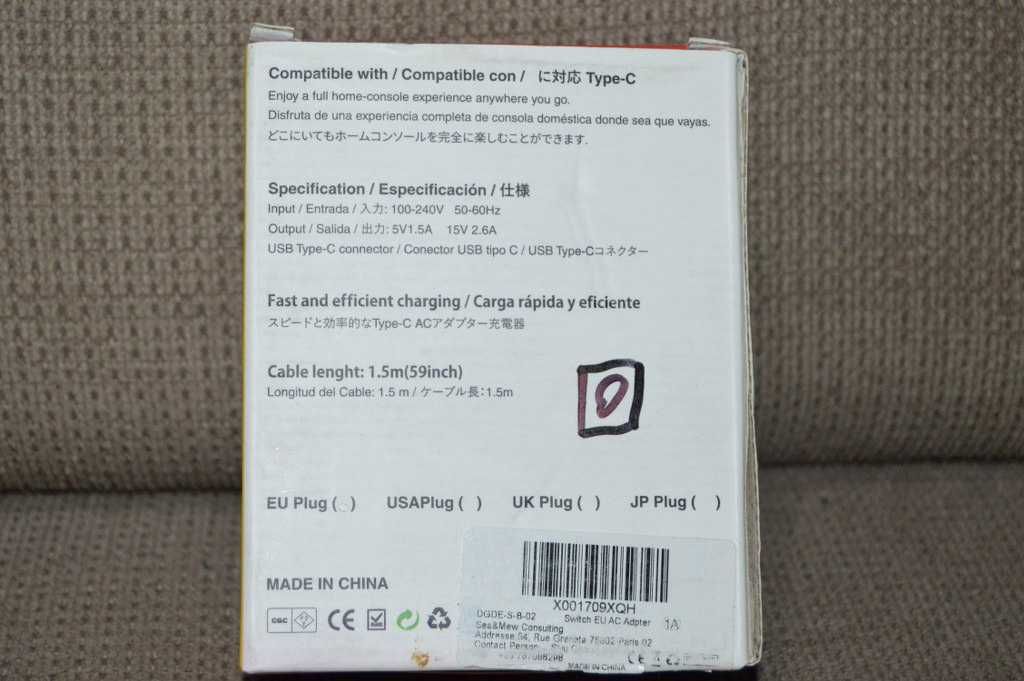 Compatible with / Compatible con / に対応 Type-C
Enjoy a full home-console experience anywhere you go.
Disfruta de una experiencia completa de consola doméstica donde sea que vayas.
どこにいてもホームコンソールを完全に楽しむことができます.
Specification / Especificación / 仕様
Input / Entrada / 入力: 100-240V 50-60Hz
Output / Salida / 出力: 5V1.5A 15V 2.6A
USB Type-C connector / Conector USB tipo C / USB Type-Cコネクター
Fast and efficient charging / Carga rápida y eficiente
スピードと効率的なType-C ACアダプター充電器
Cable lenght: 1.5m(59inch)
Longitud del Cable: 1.5 m / ケーブル長:1.5m
0
EU Plug ( ) USAPlug ( ) UK Plug ( ) JP Plug ( )
MADE IN CHINA
CE
X001709XQH
DGDE-S-B-02 Switch EU AC Adpter 1A
Sea&Mew Consulting
Addresse 54, Rue Greneta 75002 Paris 02
Contact
CE
MADE IN CHINA